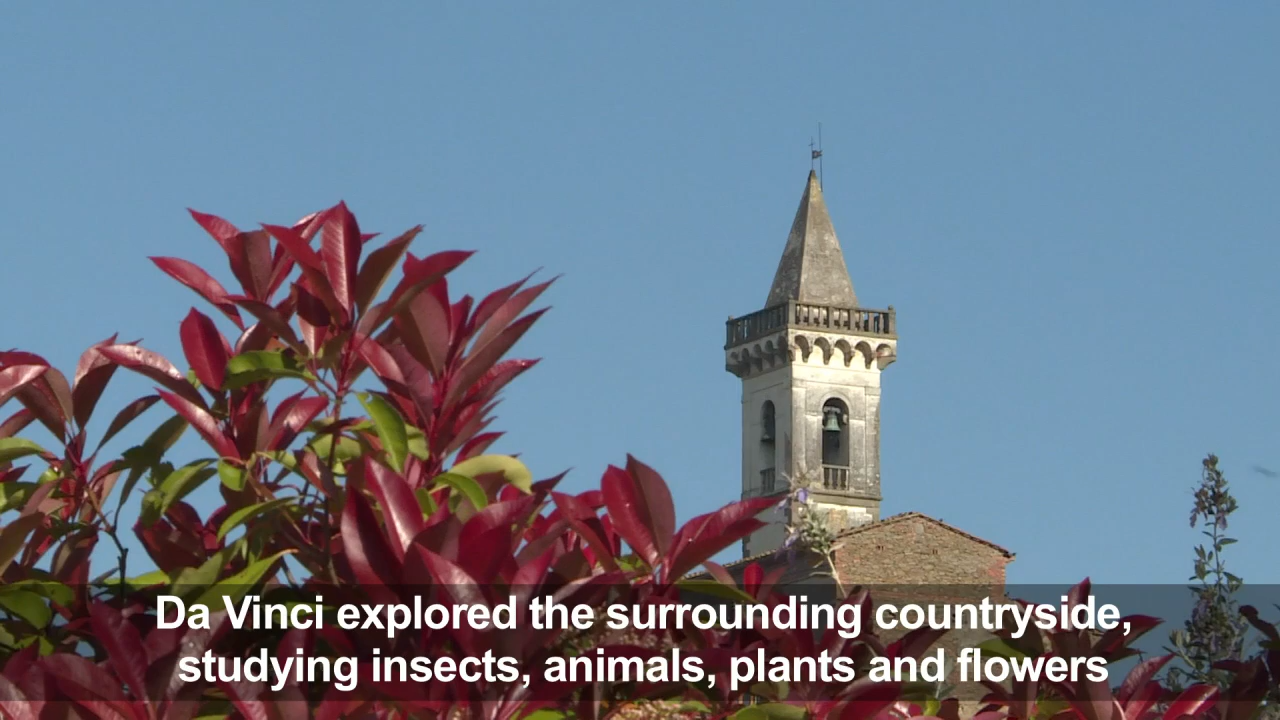 Da Vinci explored the surrounding countryside,
studying insects, animals, plants and flowers